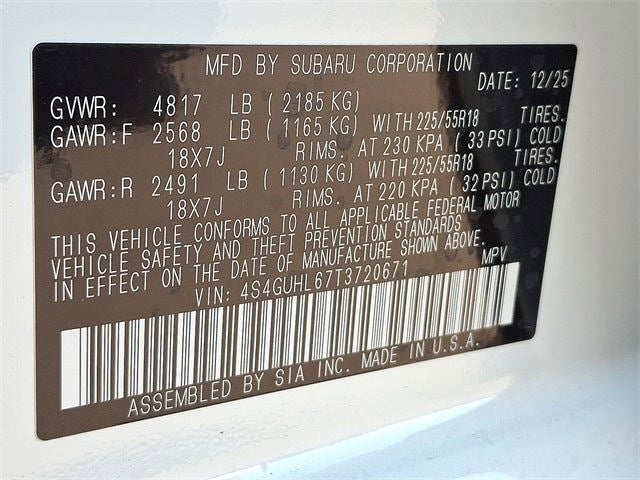 MFD BY SUBARU CORPORATION DATE: 12/25
GVWR: 4817 LB ( 2185 KG)
GAWR:F 2568 LB ( 1165 KG) WITH 225/55R18 TIRES.
18X7J RIMS. AT 230 KPA ( 33 PSI) COLD
GAWR:R 2491 LB ( 1130 KG) WITH 225/55R18 TIRES.
18X7J RIMS. AT 220 KPA ( 32 PSI) COLD
THIS VEHICLE CONFORMS TO ALL APPLICABLE FEDERAL MOTOR
VEHICLE SAFETY AND THEFT PREVENTION STANDARDS
IN EFFECT ON THE DATE OF MANUFACTURE SHOWN ABOVE.
VIN: 4S4GUHL67T3720671 MPV
ASSEMBLED BY SIA INC. MADE IN U.S.A.